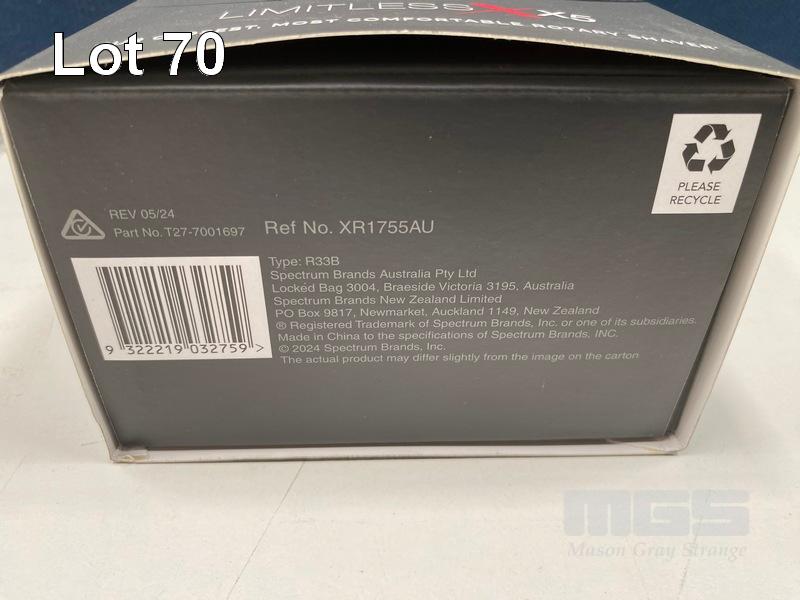 LIMITLESS X X6
EST, MOST COMFORTABLE ROTARY SHAVER
Lot 70
PLEASE
RECYCLE
REV 05/24
Part No. T27-7001697
Ref No. XR1755AU
Type: R33B
Spectrum Brands Australia Pty Ltd
Locked Bag 3004, Braeside Victoria 3195, Australia
Spectrum Brands New Zealand Limited
PO Box 9817, Newmarket, Auckland 1149, New Zealand
® Registered Trademark of Spectrum Brands, Inc. or one of its subsidiaries.
Made in China to the specifications of Spectrum Brands, INC.
© 2024 Spectrum Brands, Inc.
The actual product may differ slightly from the image on the carton
9 322219 032759 >
MGS
Mason Gray Strange